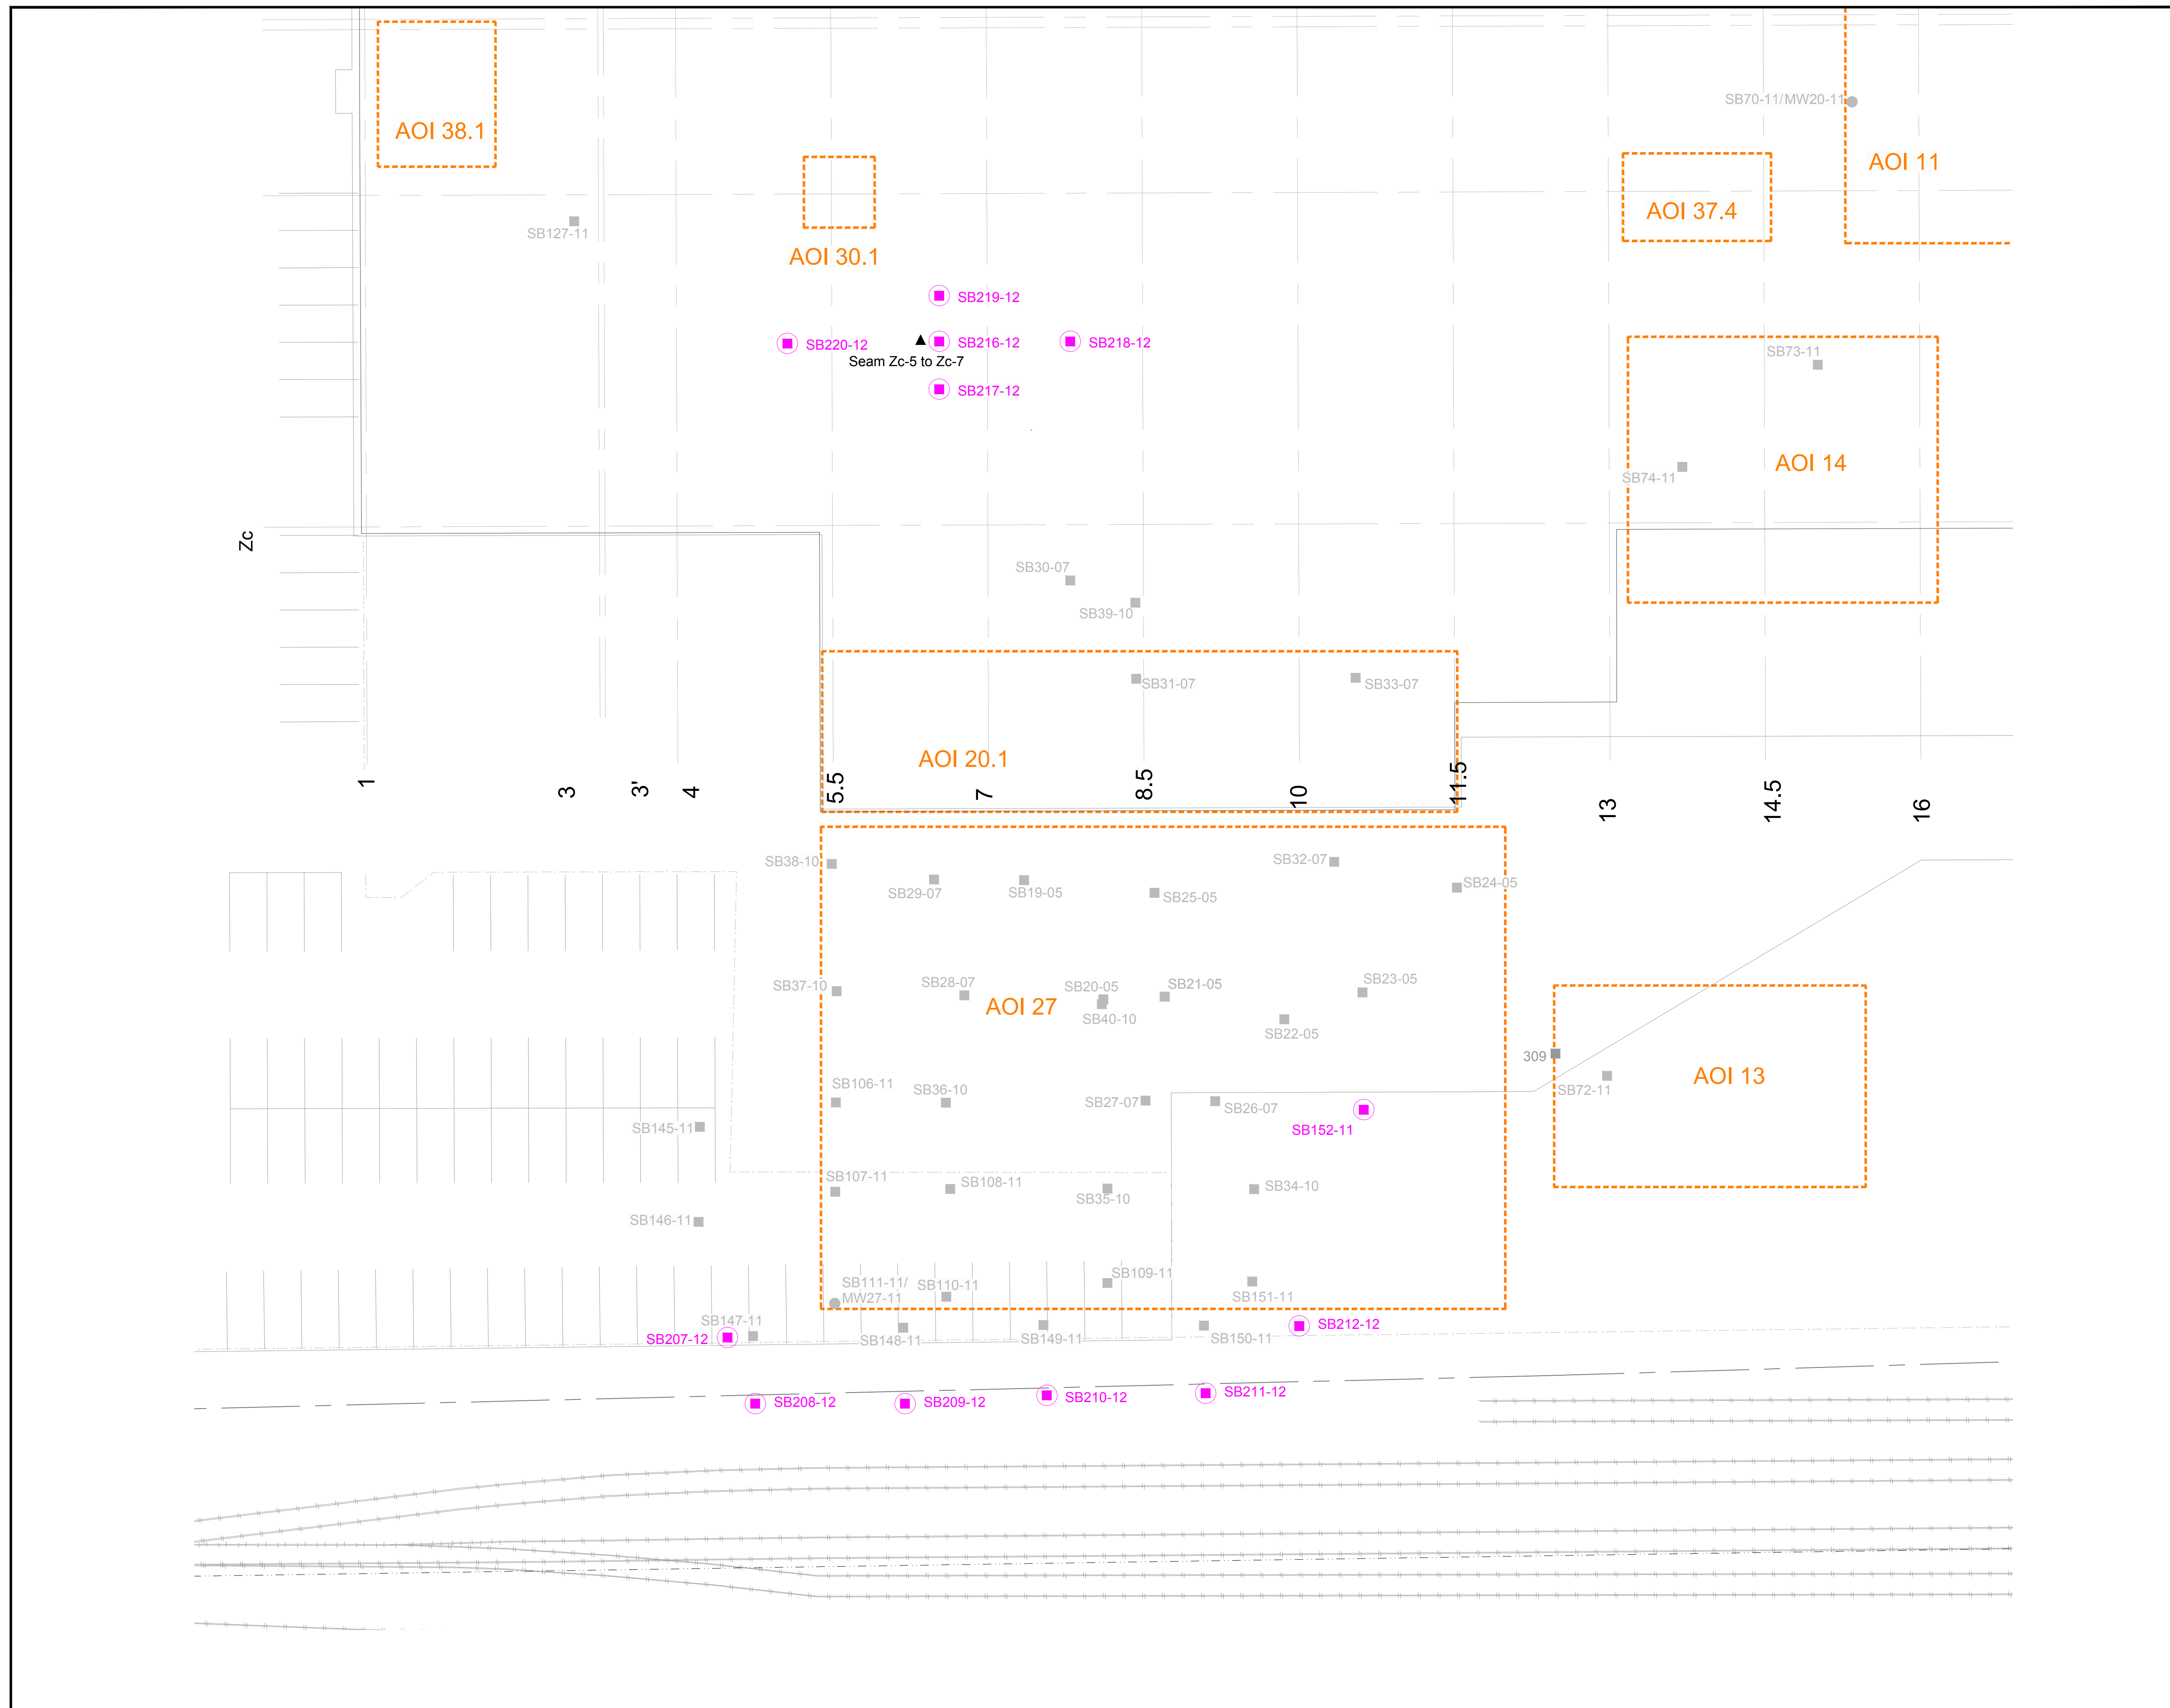 AOI 38.1
SB70-11/MW20-11
AOI 11
AOI 37.4
SB127-11
AOI 30.1
SB219-12
SB220-12
SB216-12
SB218-12
Seam Zc-5 to Zc-7
SB217-12
SB73-11
AOI 14
SB74-11
Zc
SB30-07
SB39-10
SB31-07
SB33-07
AOI 20.1
1
3
3'
4
5.5
7
8.5
10
11.5
13
14.5
16
SB38-10
SB29-07
SB19-05
SB25-05
SB32-07
SB24-05
SB37-10
SB28-07
AOI 27
SB20-05
SB40-10
SB21-05
SB22-05
SB23-05
309
SB72-11
AOI 13
SB106-11
SB36-10
SB27-07
SB26-07
SB152-11
SB145-11
SB107-11
SB108-11
SB35-10
SB34-10
SB146-11
SB111-11/
MW27-11
SB110-11
SB109-11
SB151-11
SB147-11
SB207-12
SB148-11
SB149-11
SB150-11
SB212-12
SB208-12
SB209-12
SB210-12
SB211-12